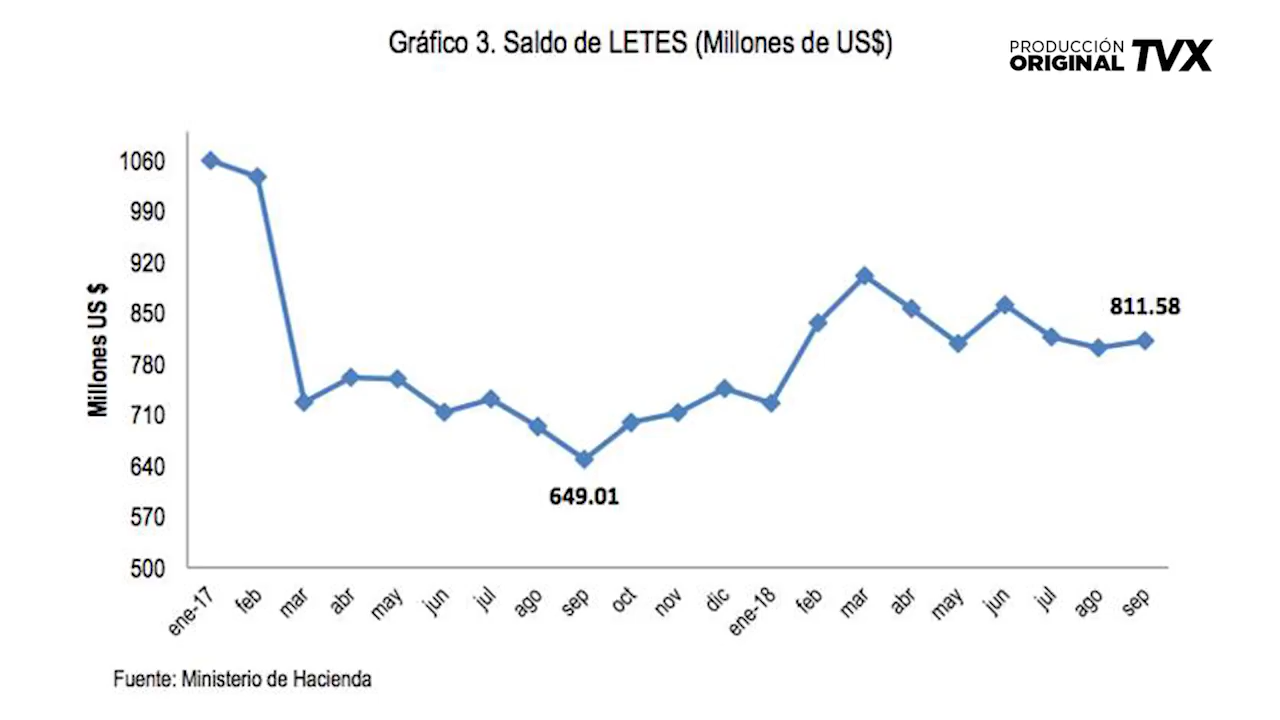 Gráfico 3. Saldo de LETES (Millones de US$)
PRODUCCIÓN
ORIGINAL TVX
Millones US $
1060
990
920
850
780
710
640
570
500
649.01
811.58
ene-17 feb mar abr may jun jul ago sep oct nov dic ene-18 feb mar abr may jun jul ago sep
Fuente: Ministerio de Hacienda